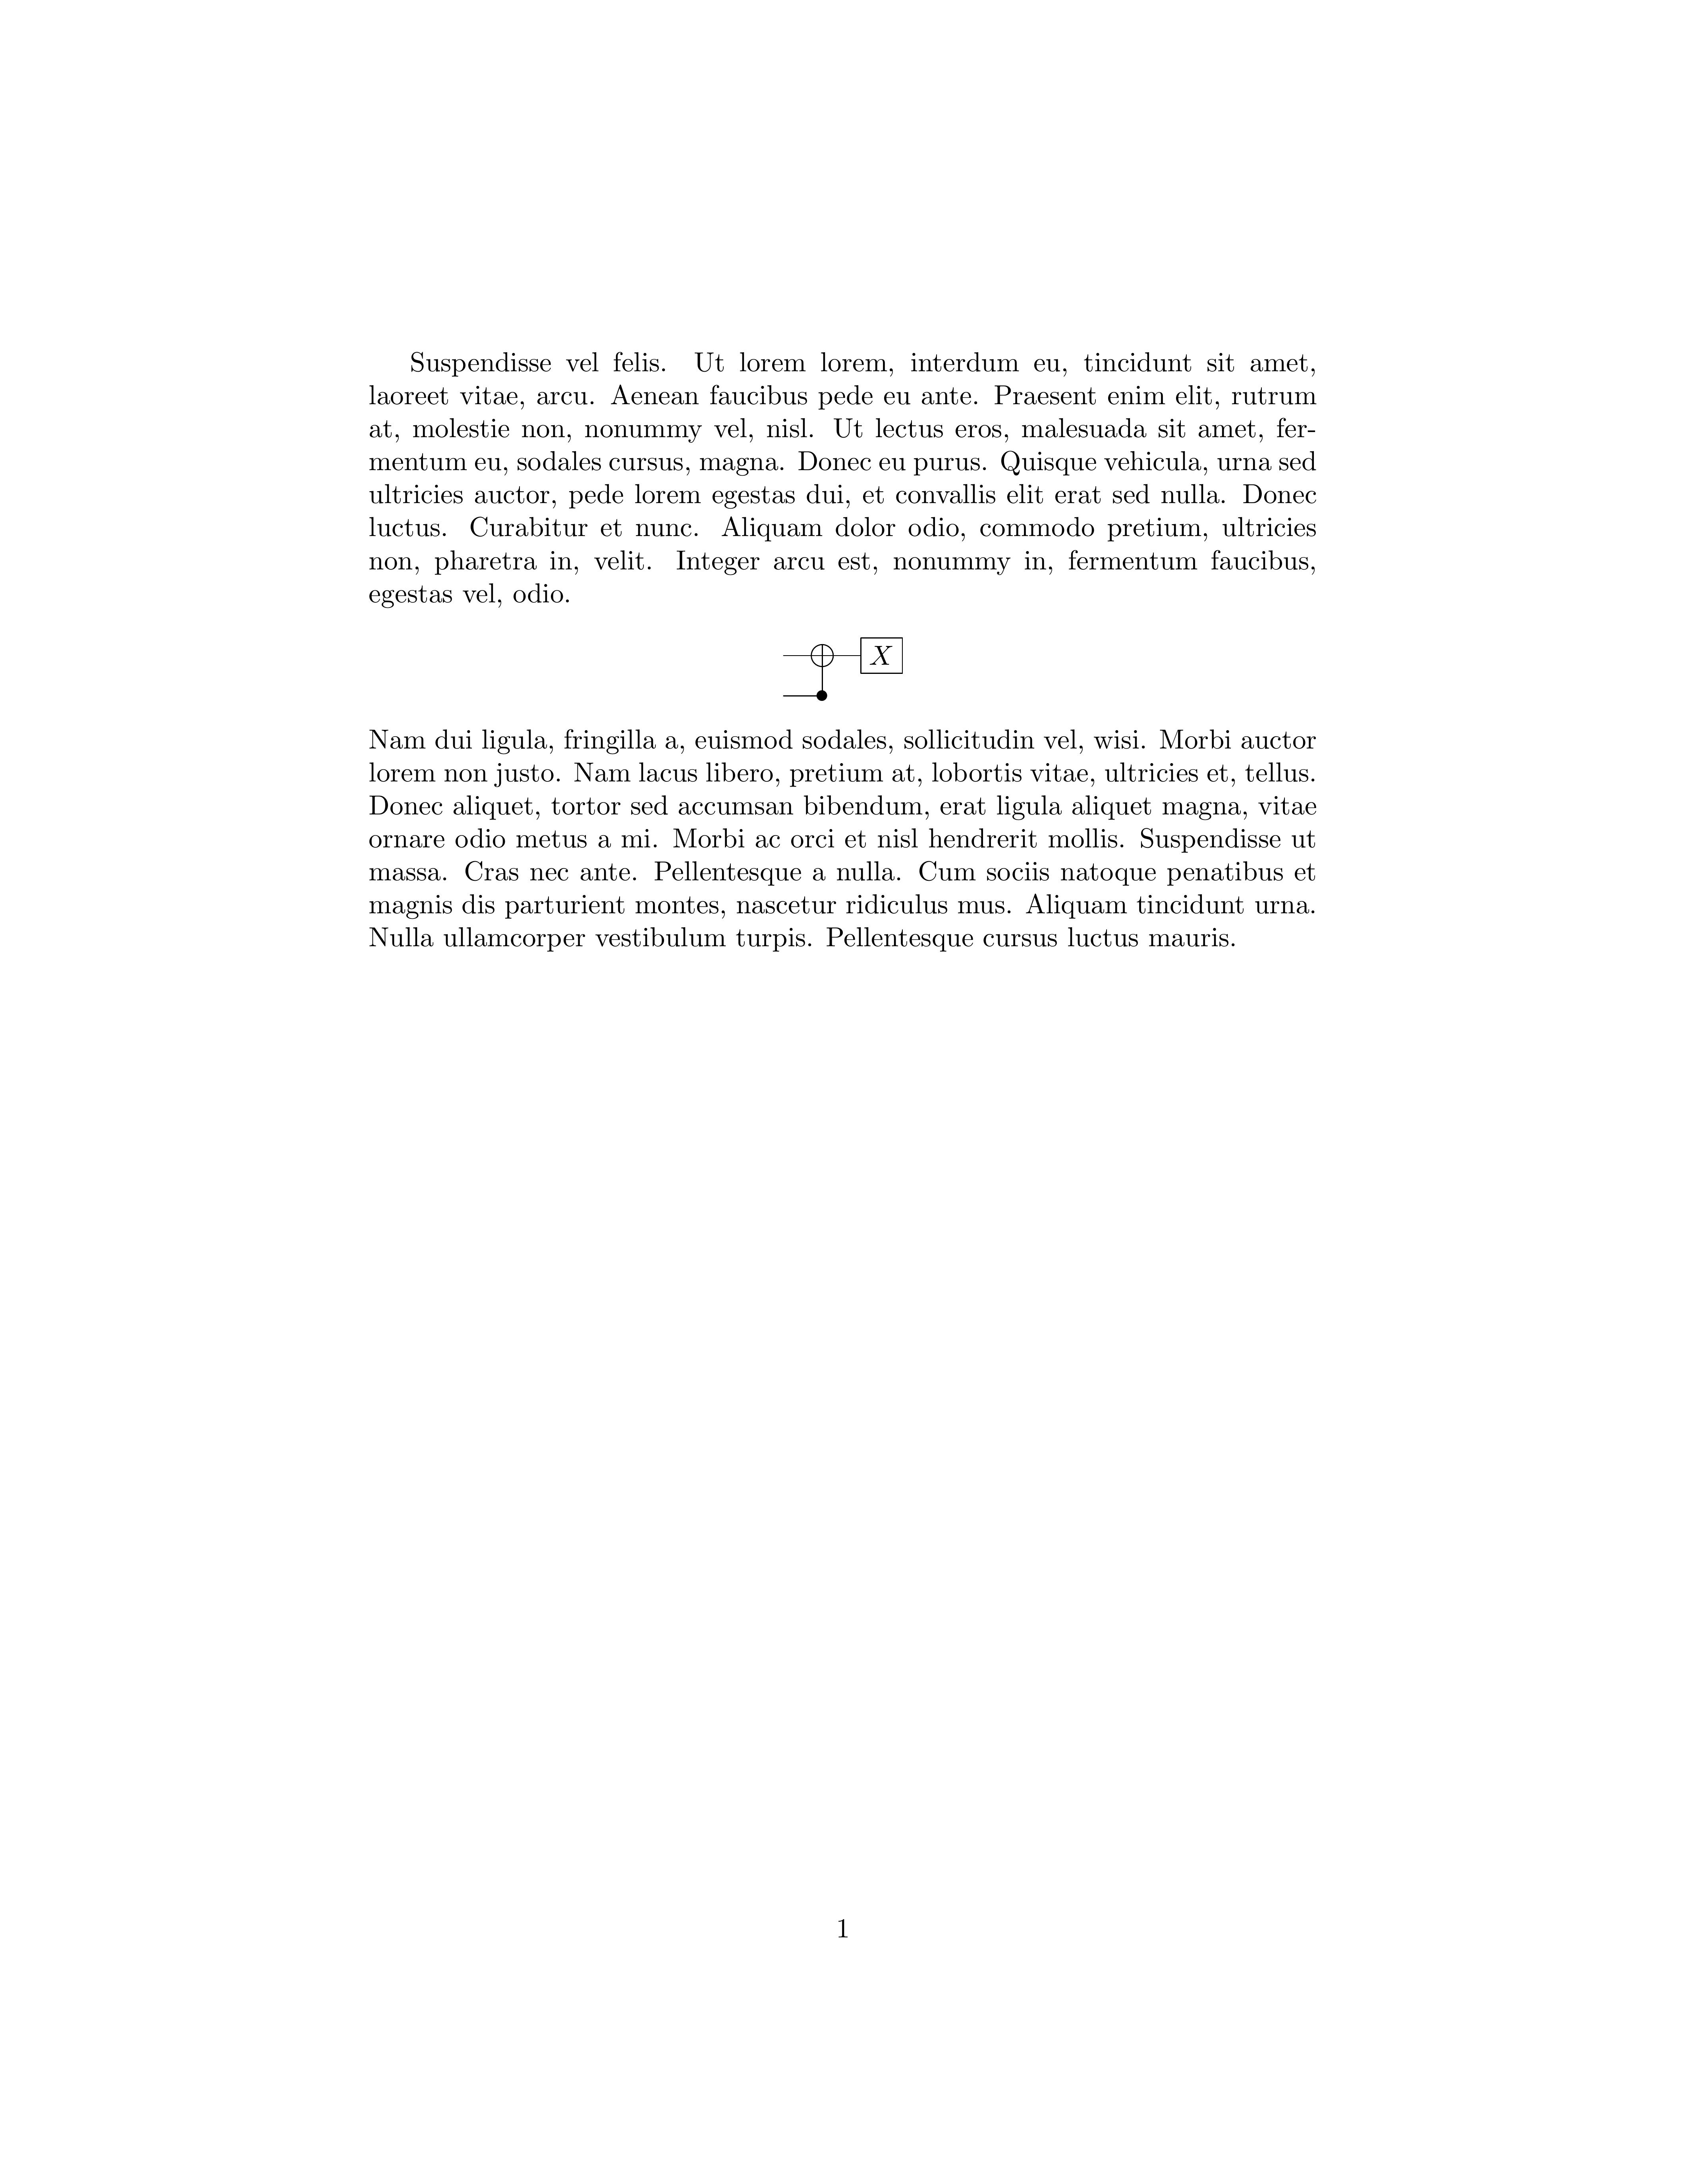 Suspendisse vel felis. Ut lorem lorem, interdum eu, tincidunt sit amet,
laoreet vitae, arcu. Aenean faucibus pede eu ante. Praesent enim elit, rutrum
at, molestie non, nonummy vel, nisl. Ut lectus eros, malesuada sit amet, fer-
mentum eu, sodales cursus, magna. Donec eu purus. Quisque vehicula, urna sed
ultricies auctor, pede lorem egestas dui, et convallis elit erat sed nulla. Donec
luctus. Curabitur et nunc. Aliquam dolor odio, commodo pretium, ultricies
non, pharetra in, velit. Integer arcu est, nonummy in, fermentum faucibus,
egestas vel, odio.
X
Nam dui ligula, fringilla a, euismod sodales, sollicitudin vel, wisi. Morbi auctor
lorem non justo. Nam lacus libero, pretium at, lobortis vitae, ultricies et, tellus.
Donec aliquet, tortor sed accumsan bibendum, erat ligula aliquet magna, vitae
ornare odio metus a mi. Morbi ac orci et nisl hendrerit mollis. Suspendisse ut
massa. Cras nec ante. Pellentesque a nulla. Cum sociis natoque penatibus et
magnis dis parturient montes, nascetur ridiculus mus. Aliquam tincidunt urna.
Nulla ullamcorper vestibulum turpis. Pellentesque cursus luctus mauris.
1